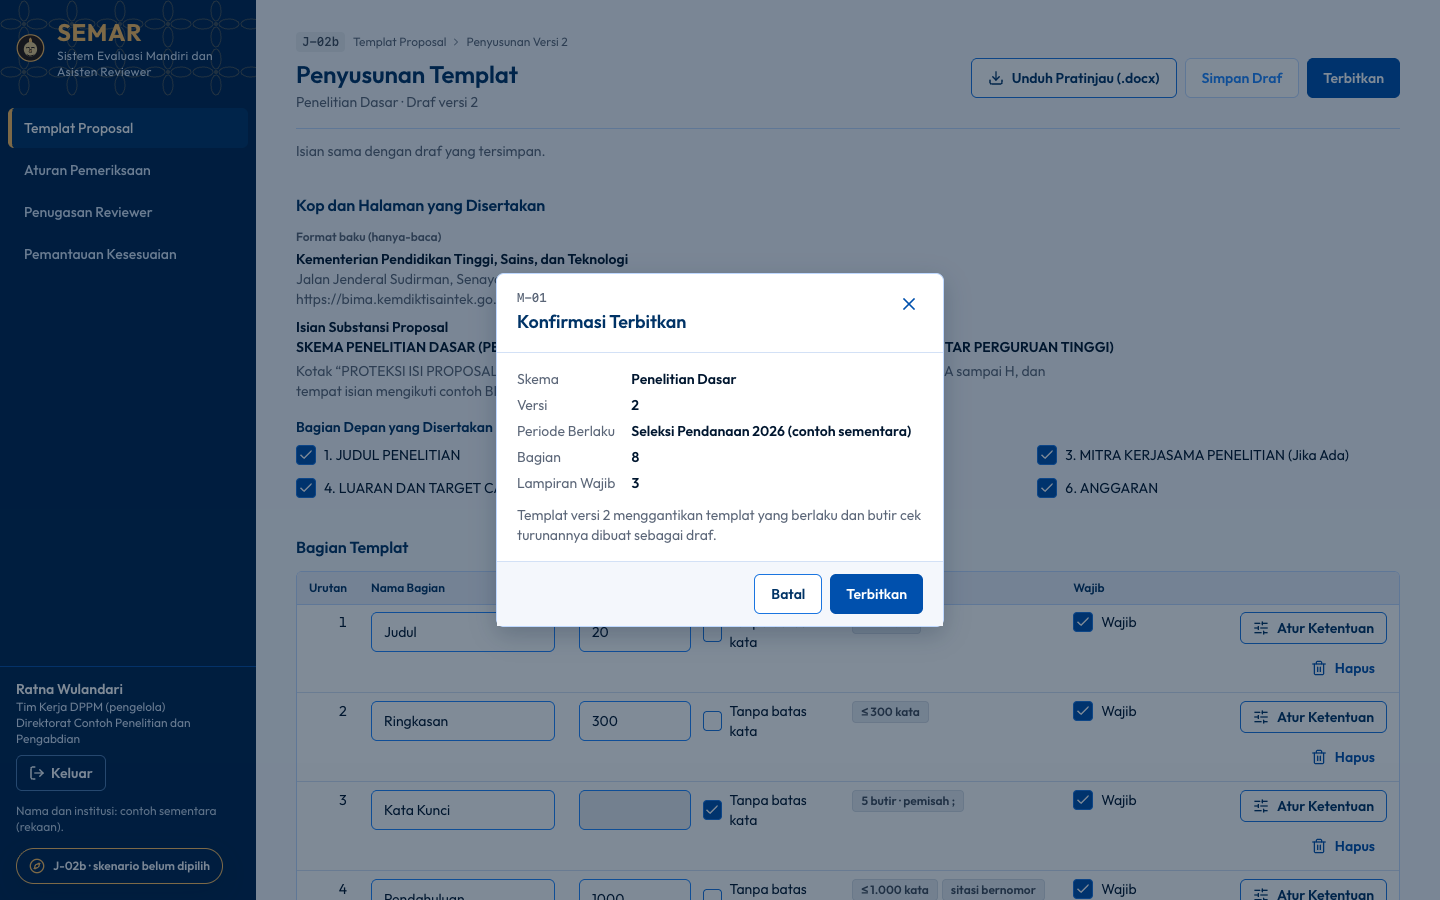 SEMAR
Sistem Evaluasi Mandiri dan
Asisten Reviewer
Templat Proposal
Aturan Pemeriksaan
Penugasan Reviewer
Pemantauan Kesesuaian
Ratna Wulandari
Tim Kerja DPPM (pengelola)
Direktorat Contoh Penelitian dan
Pengabdian
Keluar
Nama dan institusi: contoh sementara
(rekaan).
J-02b · skenario belum dipilih
J-02b Templat Proposal > Penyusunan Versi 2
Penyusunan Templat
Penelitian Dasar · Draf versi 2
Unduh Pratinjau (.docx) Simpan Draf Terbitkan
Isian sama dengan draf yang tersimpan.
Kop dan Halaman yang Disertakan
Format baku (hanya-baca)
Kementerian Pendidikan Tinggi, Sains, dan Teknologi
Jalan Jenderal Sudirman,
https://bima.kemdiktisaintek.go.
Isian Substansi Proposal
SKEMA PENELITIAN DASAR PERGURUAN TINGGI)
Kotak “PROTEKSI ISI PROPOSAL A sampai H, dan
tempat isian mengikuti contoh
Bagian Depan yang Disertakan
1. JUDUL PENELITIAN 3. MITRA KERJASAMA PENELITIAN (Jika Ada)
4. LUARAN DAN TARGET 6. ANGGARAN
M-01
Konfirmasi Terbitkan
Skema Penelitian Dasar
Versi 2
Periode Berlaku Seleksi Pendanaan 2026 (contoh sementara)
Bagian 8
Lampiran Wajib 3
Templat versi 2 menggantikan templat yang berlaku dan butir cek
turunannya dibuat sebagai draf.
Batal Terbitkan
Bagian Templat
Urutan Nama Bagian Wajib
1 Judul 20 kata Wajib Atur Ketentuan
Hapus
2 Ringkasan 300 Tanpa batas kata ≤ 300 kata Wajib Atur Ketentuan
Hapus
3 Kata Kunci Tanpa batas kata 5 butir · pemisah ; Wajib Atur Ketentuan
Hapus
4 Pendahuluan 1000 Tanpa batas ≤ 1.000 kata sitasi bernomor Wajib Atur Ketentuan